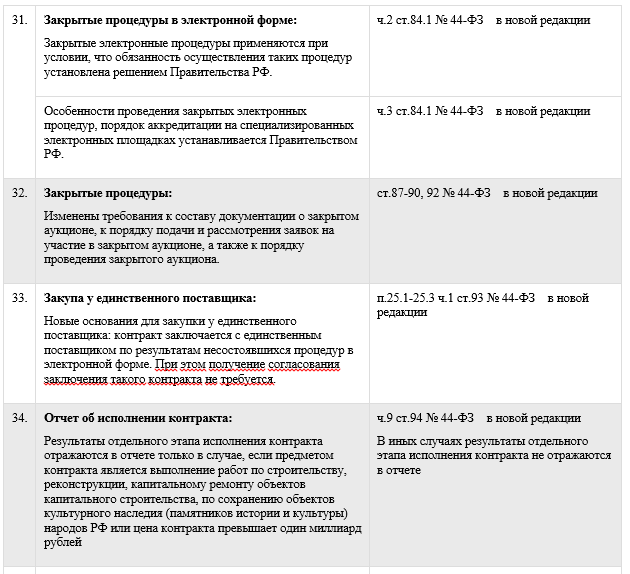 31.
Закрытые процедуры в электронной форме:
Закрытые электронные процедуры применяются при
условии, что обязанность осуществления таких процедур
установлена решением Правительства РФ.
ч.2 ст.84.1 № 44-ФЗ в новой редакции
Особенности проведения закрытых электронных
процедур, порядок аккредитации на специализированных
электронных площадках устанавливается Правительством
РФ.
ч.3 ст.84.1 № 44-ФЗ в новой редакции
32.
Закрытые процедуры:
Изменены требования к составу документации о закрытом
аукционе, к порядку подачи и рассмотрения заявок на
участие в закрытом аукционе, а также к порядку
проведения закрытого аукциона.
ст.87-90, 92 № 44-ФЗ в новой редакции
33.
Закупа у единственного поставщика:
Новые основания для закупки у единственного
поставщика: контракт заключается с единственным
поставщиком по результатам несостоявшихся процедур в
электронной форме. При этом получение согласования
заключения такого контракта не требуется.
п.25.1-25.3 ч.1 ст.93 № 44-ФЗ в новой
редакции
34.
Отчет об исполнении контракта:
Результаты отдельного этапа исполнения контракта
отражаются в отчете только в случае, если предметом
контракта является выполнение работ по строительству,
реконструкции, капитальному ремонту объектов
капитального строительства, по сохранению объектов
культурного наследия (памятников истории и культуры)
народов РФ или цена контракта превышает один миллиард
рублей
ч.9 ст.94 № 44-ФЗ в новой редакции
В иных случаях результаты отдельного
этапа исполнения контракта не отражаются
в отчете